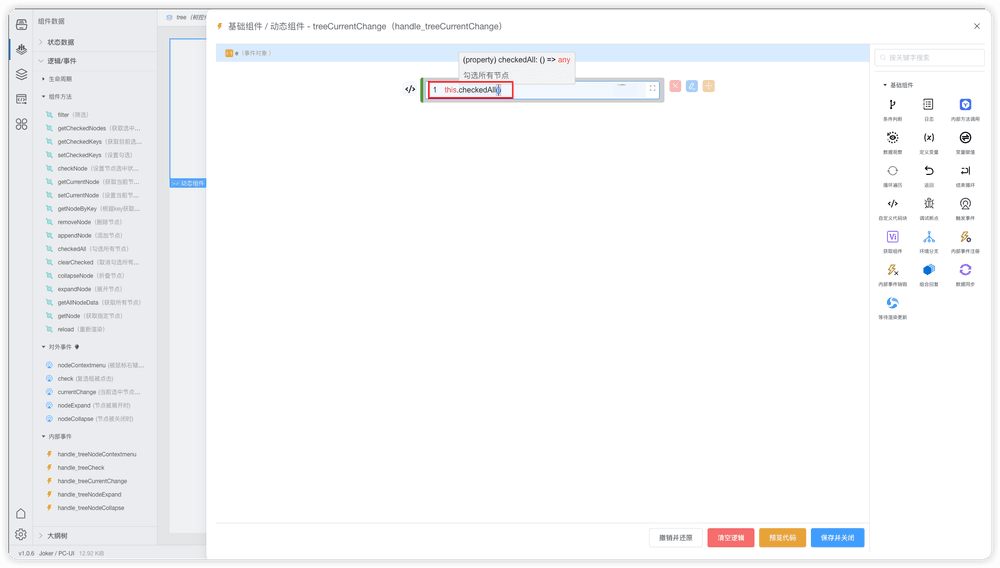 组件数据
tree（树控件
状态数据
逻辑/事件
生命周期
组件方法
filter（筛选）
getCheckedNodes（获取选中...
getCheckedKeys（获取目前选...
setCheckedKeys（设置勾选）
checkNode（设置节点选中状...
getCurrentNode（获取当前节...
setCurrentNode（设置当前节...
getNodeByKey（根据key获取...
removeNode（删除节点）
appendNode（添加节点）
checkedAll（勾选所有节点）
clearChecked（取消勾选所有...
collapseNode（折叠节点）
expandNode（展开节点）
getAllNodeData（获取所有节点）
getNode（获取指定节点）
reload（重新渲染）
对外事件
nodeContextmenu（被鼠标右键...
check（复选框被点击）
currentChange（当前选中节点...
nodeExpand（节点被展开时）
nodeCollapse（节点被关闭时）
内部事件
handle_treeNodeContextmenu
handle_treeCheck
handle_treeCurrentChange
handle_treeNodeExpand
handle_treeNodeCollapse
大纲树
v1.0.6 Joker / PC-UI 12.92 KiB
动态组件
基础组件 / 动态组件 - treeCurrentChange（handle_treeCurrentChange）
e（事件对象）
(property) checkedAll: () => any
勾选所有节点
</>
1 this.checkedAll()
按关键字搜索
基础组件
条件判断 日志 内部方法调用
数据观察 定义变量 变量赋值
循环遍历 返回 结束循环
自定义代码块 调试断点 触发事件
获取组件 环境分支 内部事件注册
内部事件销毁 组合回复 数据同步
等待渲染更新
撤销并还原 清空逻辑 预览代码 保存并关闭